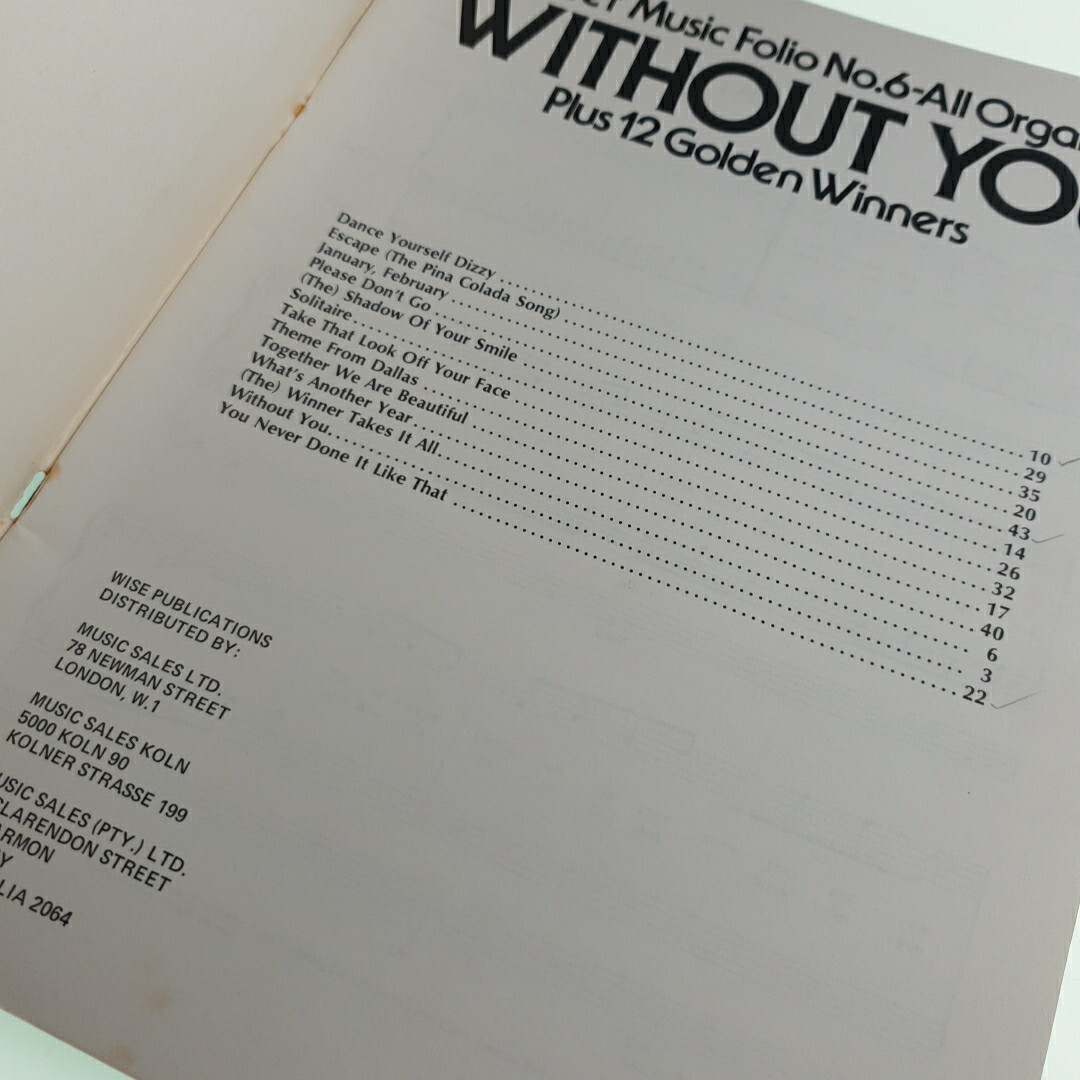 Music Folio No.6-All
WITHOUT
Plus 12 Golden Winners
Dance Yourself Dizzy 10
Escape (The Pina Colada Song) 29
January, February 35
Please Don't Go 20
(The) Shadow Of Your Smile 43
Solitaire 14
Take That Look Off Your Face 26
Theme From Dallas 32
Together We Are Beautiful 17
What's Another Year 40
(The) Winner Takes It All 6
Without You 3
You Never Done It Like That 22
WISE PUBLICATIONS
DISTRIBUTED BY:
MUSIC SALES LTD.
78 NEWMAN STREET
LONDON, W.1
MUSIC SALES KOLN
5000 KOLN 90
KOLNER STRASSE 199
USIC SALES (PTY.) LTD.
CLARENDON STREET
ARMON
Y
LIA 2064